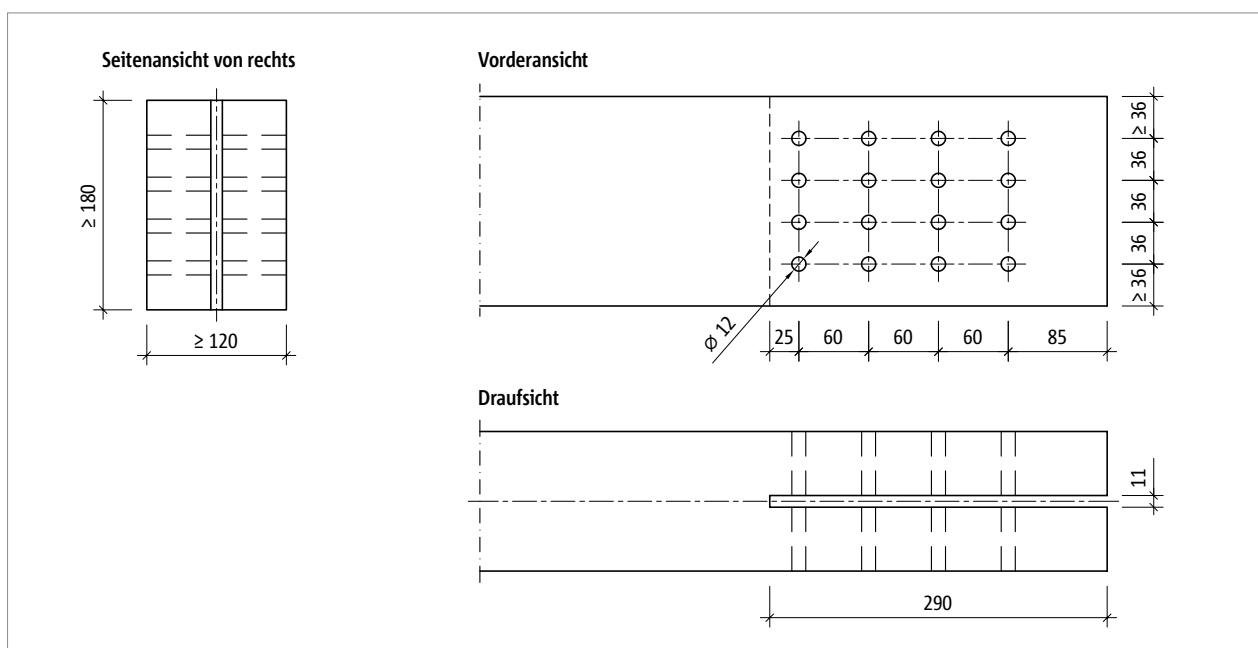 Seitenansicht von rechts
≥ 180
≥ 120
Vorderansicht
≥ 36
36
36
36
≥ 36
Ø 12
25 60 60 60 85
Draufsicht
11
290